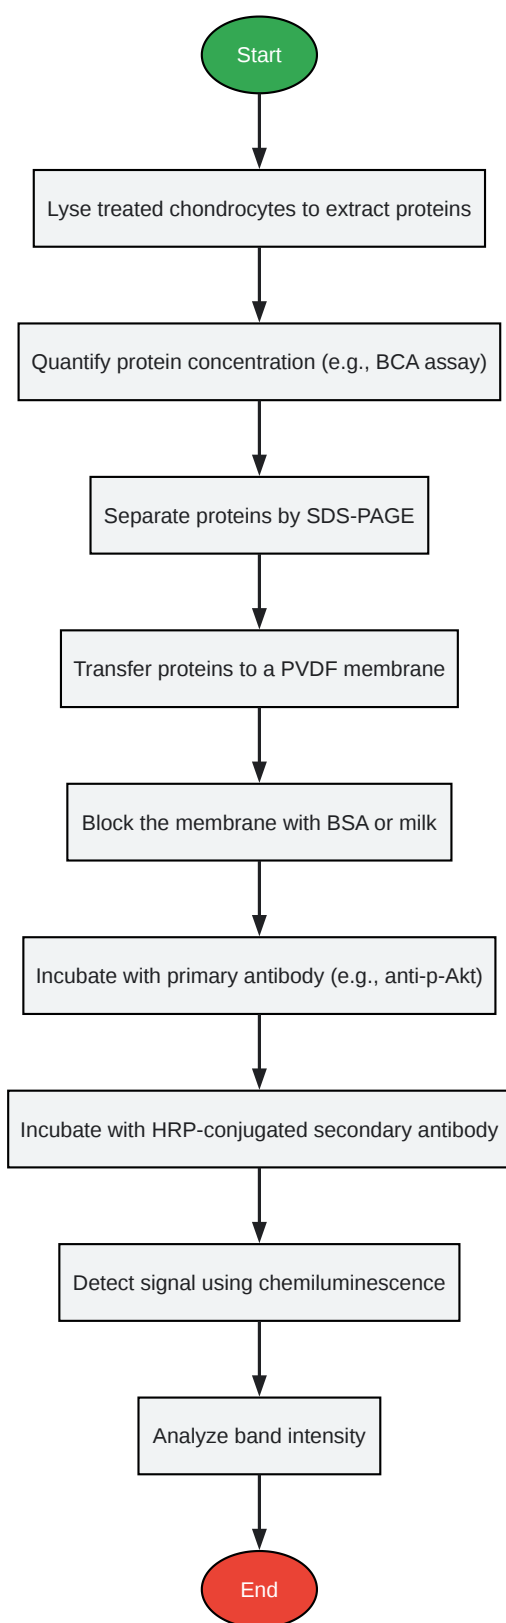 Start
Lyse treated chondrocytes to extract proteins
Quantify protein concentration (e.g., BCA assay)
Separate proteins by SDS-PAGE
Transfer proteins to a PVDF membrane
Block the membrane with BSA or milk
Incubate with primary antibody (e.g., anti-p-Akt)
Incubate with HRP-conjugated secondary antibody
Detect signal using chemiluminescence
Analyze band intensity
End